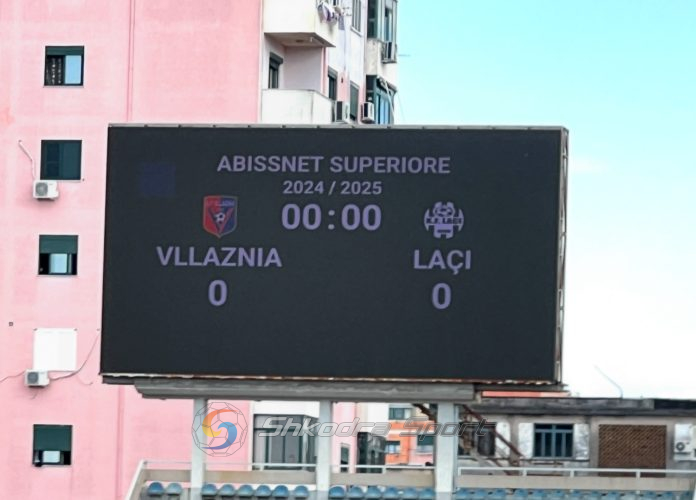 ABISSNET SUPERIORE
2024 / 2025
00:00
VLLAZNIA LAÇI
0 0
Shkodra Sport